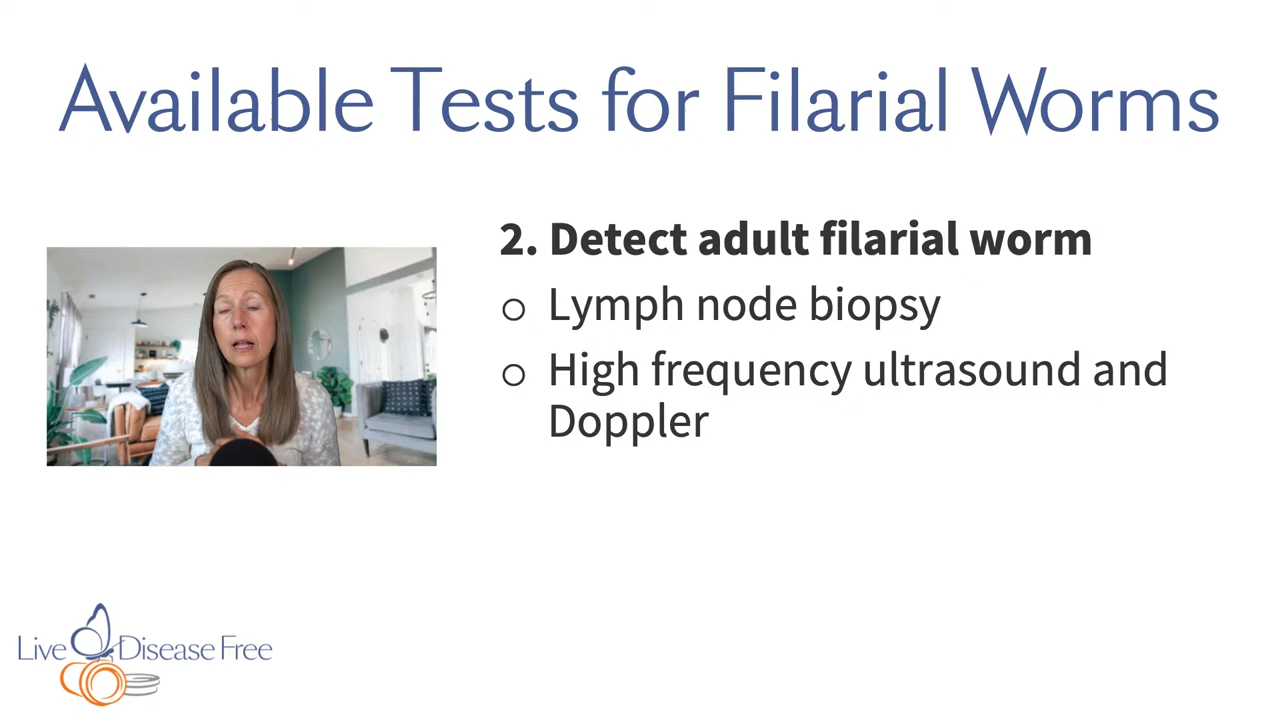 Available Tests for Filarial Worms
2. Detect adult filarial worm
○ Lymph node biopsy
○ High frequency ultrasound and
Doppler
Live Disease Free